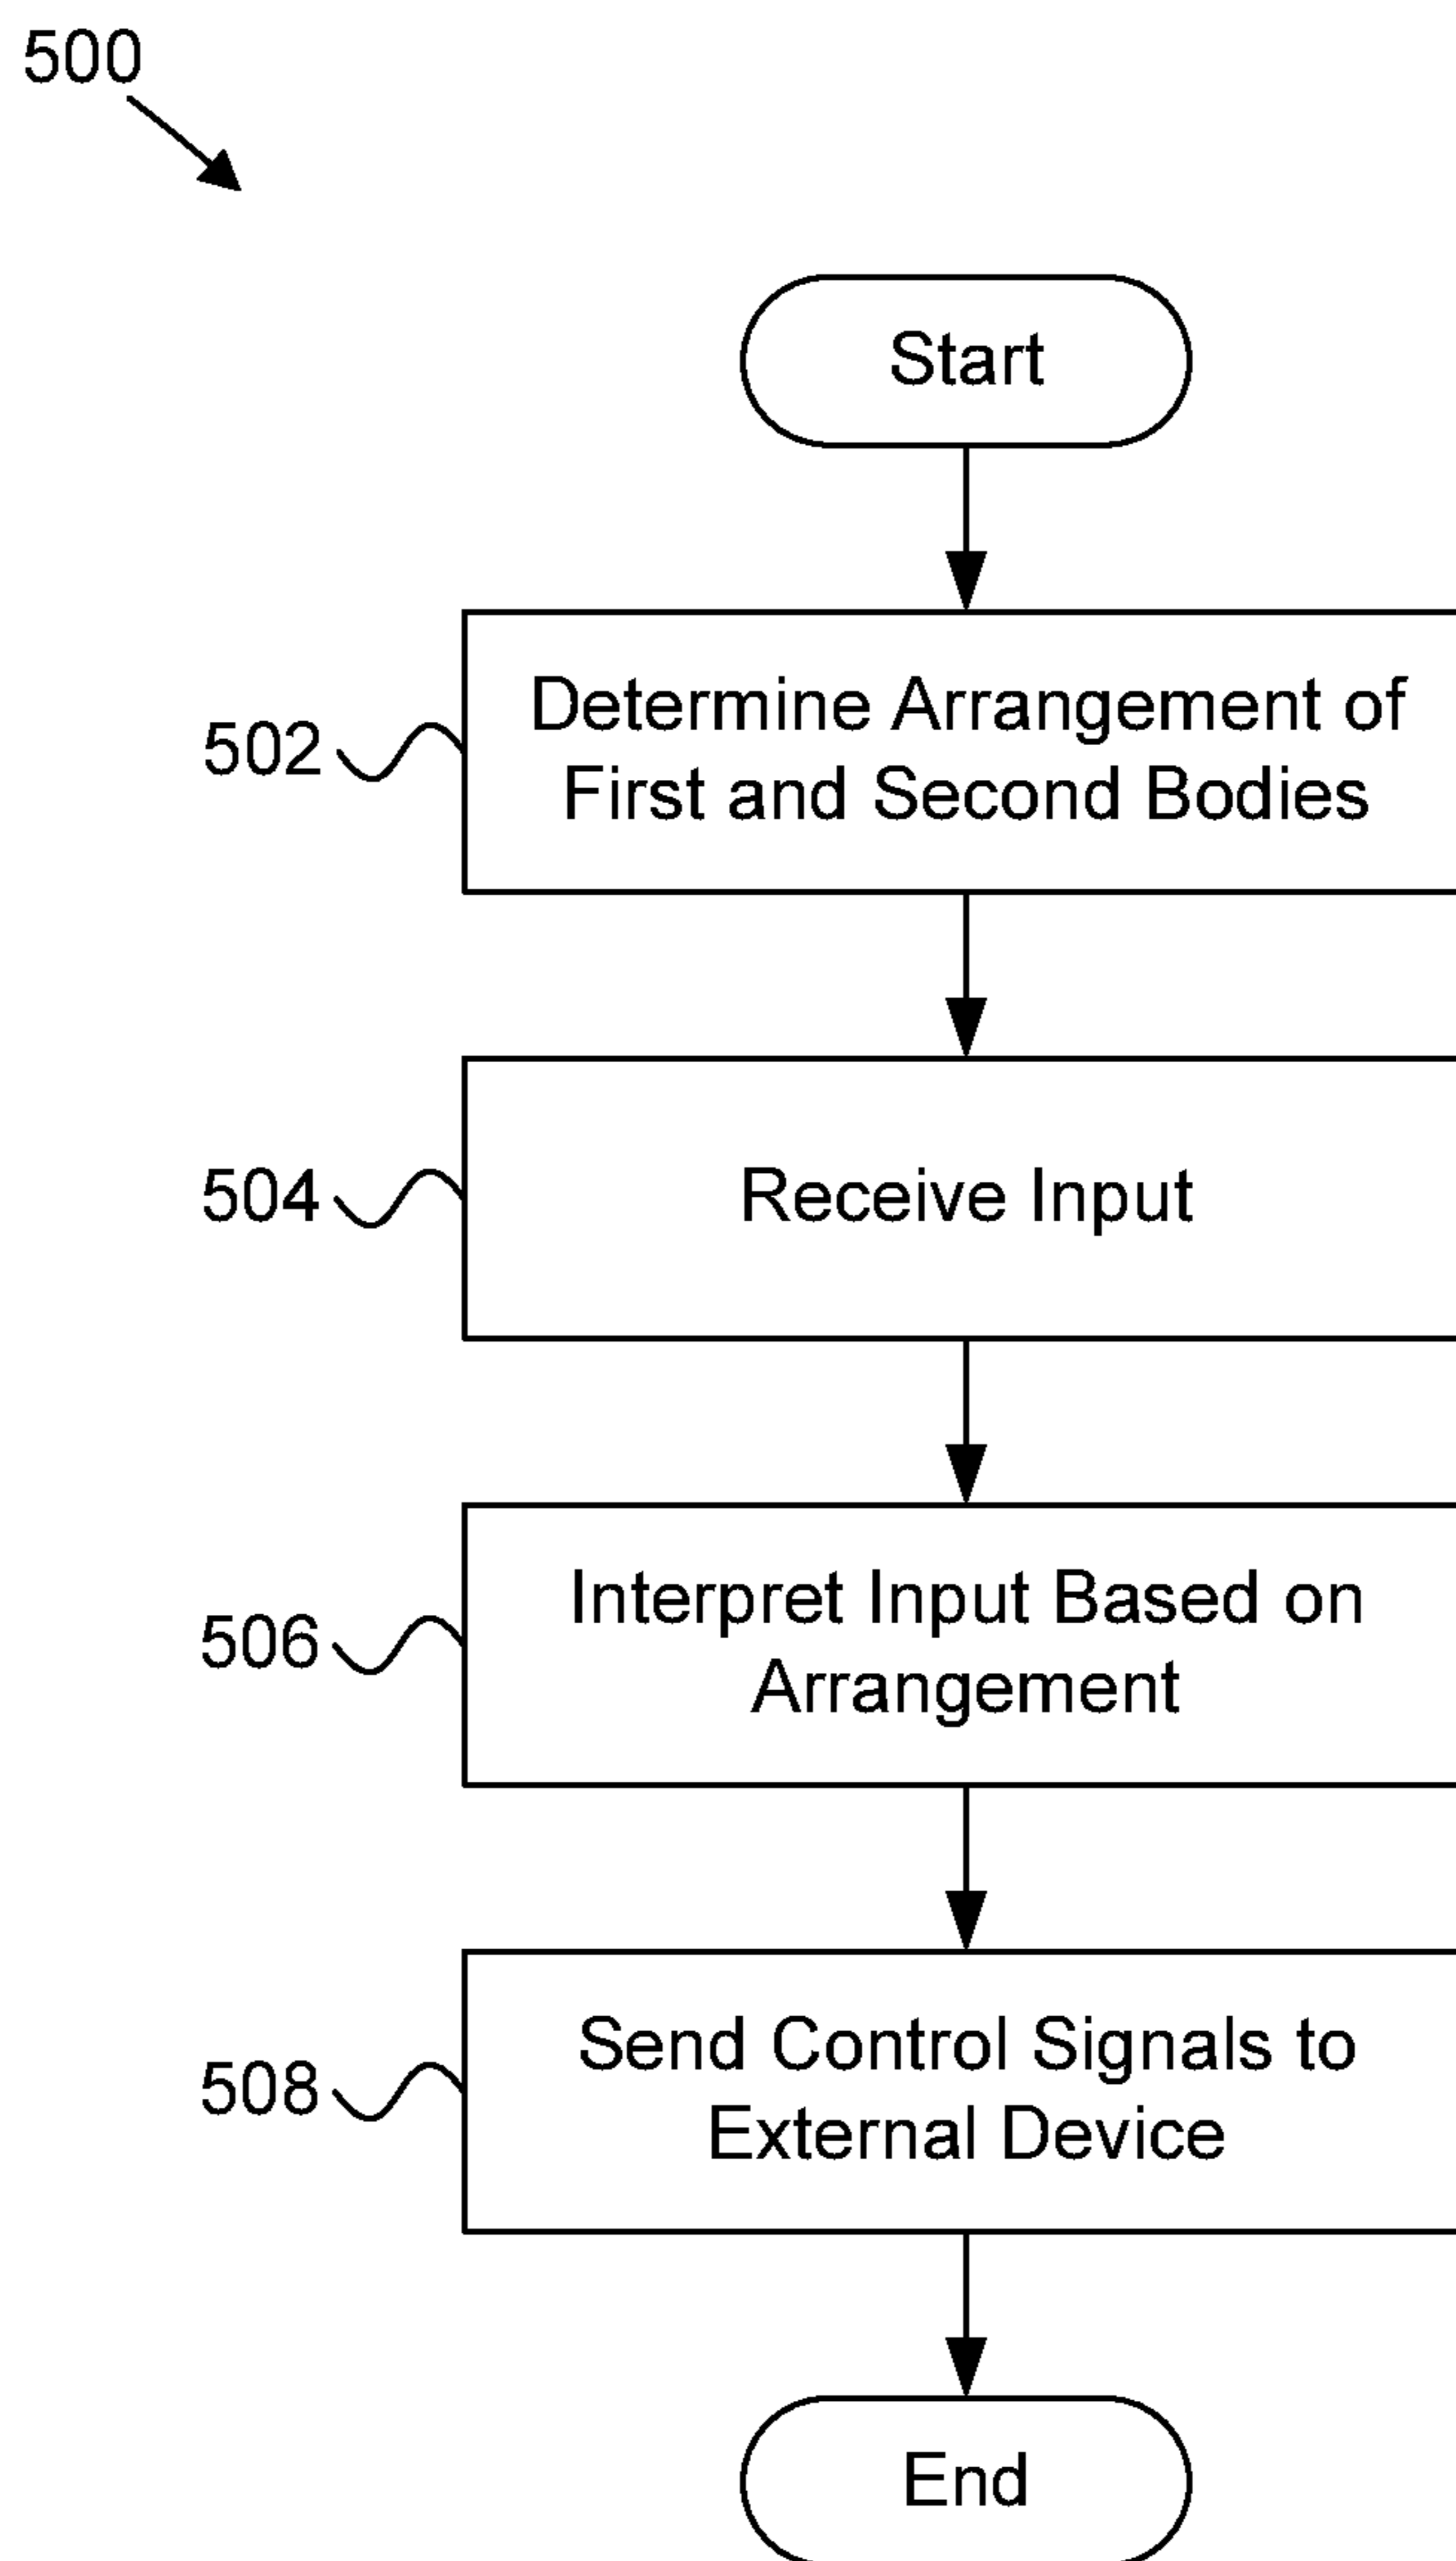 500
Start
502
Determine Arrangement of
First and Second Bodies
504
Receive Input
506
Interpret Input Based on
Arrangement
508
Send Control Signals to
External Device
End